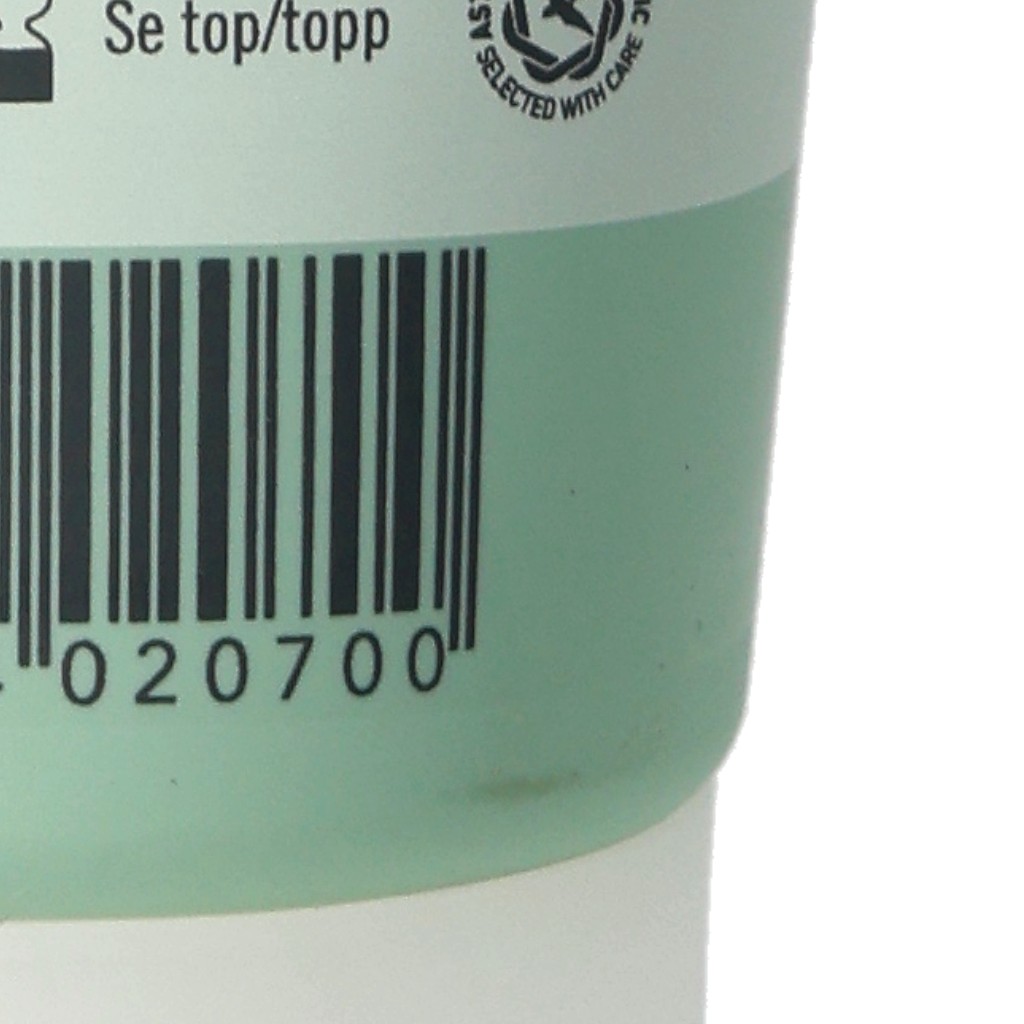 Se top/topp
SELECTED WITH CARE
020700